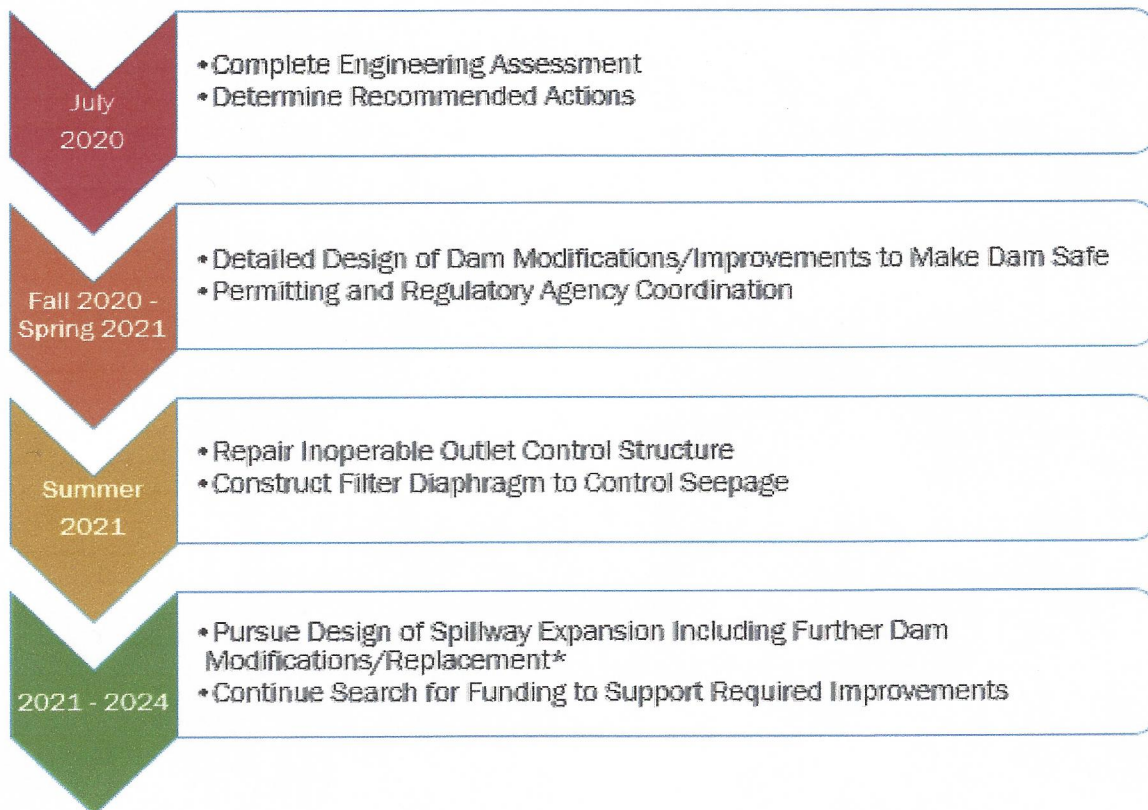 July
2020
•Complete Engineering Assessment
•Determine Recommended Actions
Fall 2020 -
Spring 2021
•Detailed Design of Dam Modifications/Improvements to Make Dam Safe
•Permitting and Regulatory Agency Coordination
Summer
2021
•Repair Inoperable Outlet Control Structure
•Construct Filter Diaphragm to Control Seepage
2021 - 2024
•Pursue Design of Spillway Expansion Including Further Dam
Modifications/Replacement*
•Continue Search for Funding to Support Required Improvements